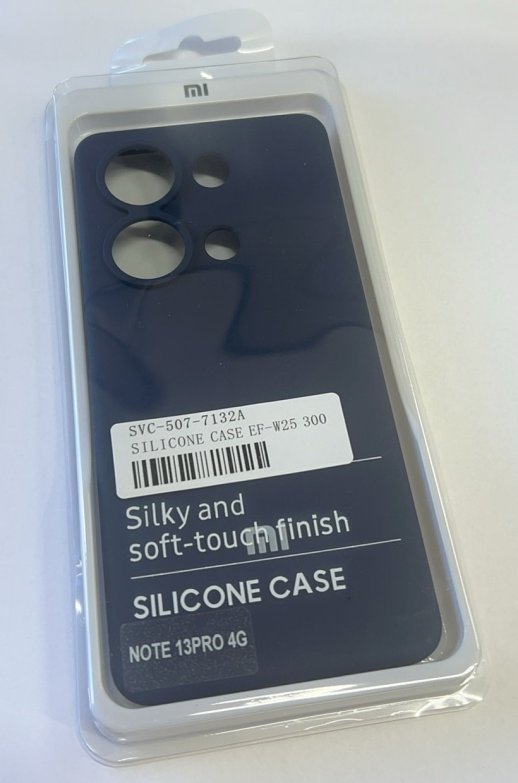 mi
SVC-507-7132A
SILICONE CASE EF-W25 300
Silky and
soft-touch finish
mi
SILICONE CASE
NOTE 13PRO 4G